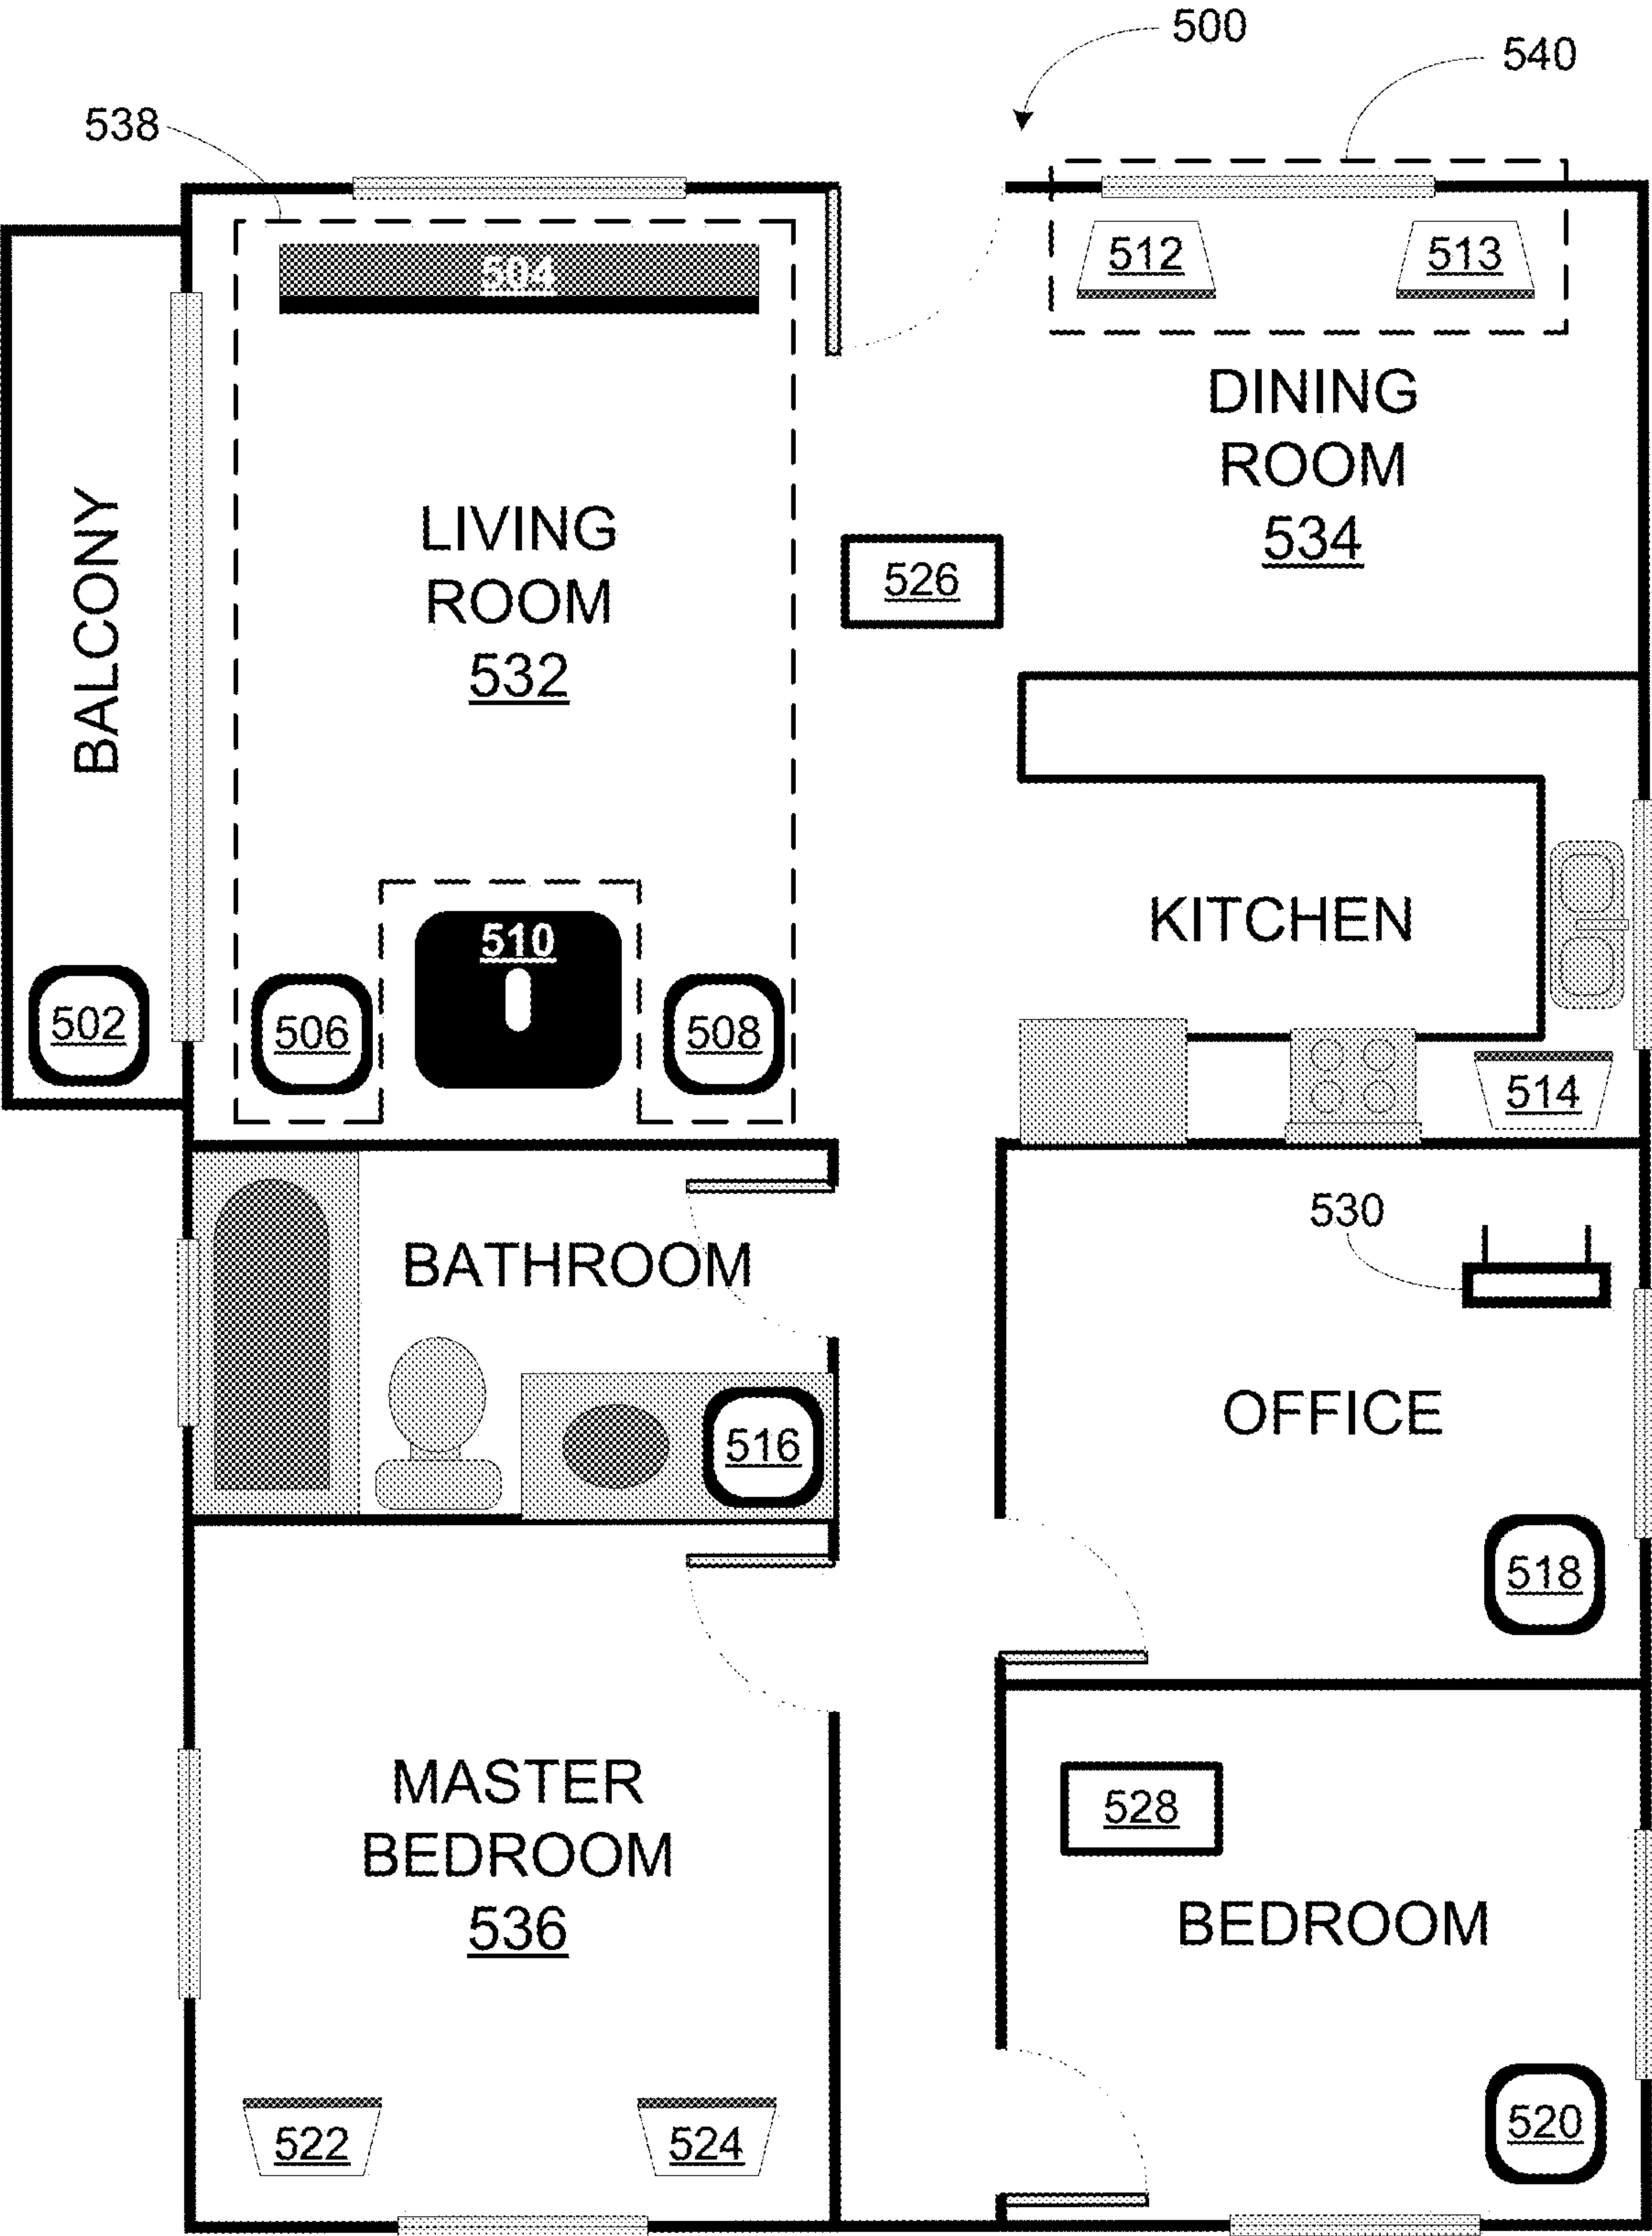 500
540
538
504
512
513
DINING
ROOM
534
LIVING
ROOM
532
526
BALCONY
KITCHEN
510
502
506
508
514
530
BATHROOM
OFFICE
516
518
MASTER
BEDROOM
536
528
BEDROOM
522
524
520